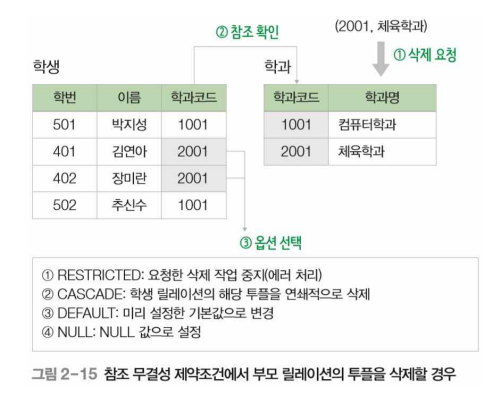 ② 참조 확인
(2001, 체육학과)
① 삭제 요청
학생
학과
학번 이름 학과코드
501 박지성 1001
401 김연아 2001
402 장미란 2001
502 추신수 1001
학과코드 학과명
1001 컴퓨터학과
2001 체육학과
③ 옵션 선택
① RESTRICTED: 요청한 삭제 작업 중지(에러 처리)
② CASCADE: 학생 릴레이션의 해당 투플을 연쇄적으로 삭제
③ DEFAULT: 미리 설정한 기본값으로 변경
④ NULL: NULL 값으로 설정
그림 2-15 참조 무결성 제약조건에서 부모 릴레이션의 투플을 삭제할 경우